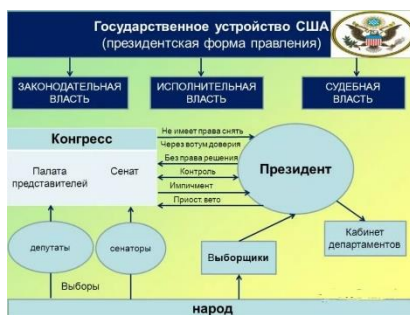 Государственное устройство США
(президентская форма правления)
ЗАКОНОДАТЕЛЬНАЯ
ВЛАСТЬ
ИСПОЛНИТЕЛЬНАЯ
ВЛАСТЬ
СУДЕБНАЯ
ВЛАСТЬ
Конгресс
Палата
представителей
Сенат
Не имеет права снять
Через вотум доверия
Без права решения
Контроль
Импичмент
Приост. вето
Президент
Кабинет
департаментов
депутаты
сенаторы
Выборщики
Выборы
народ